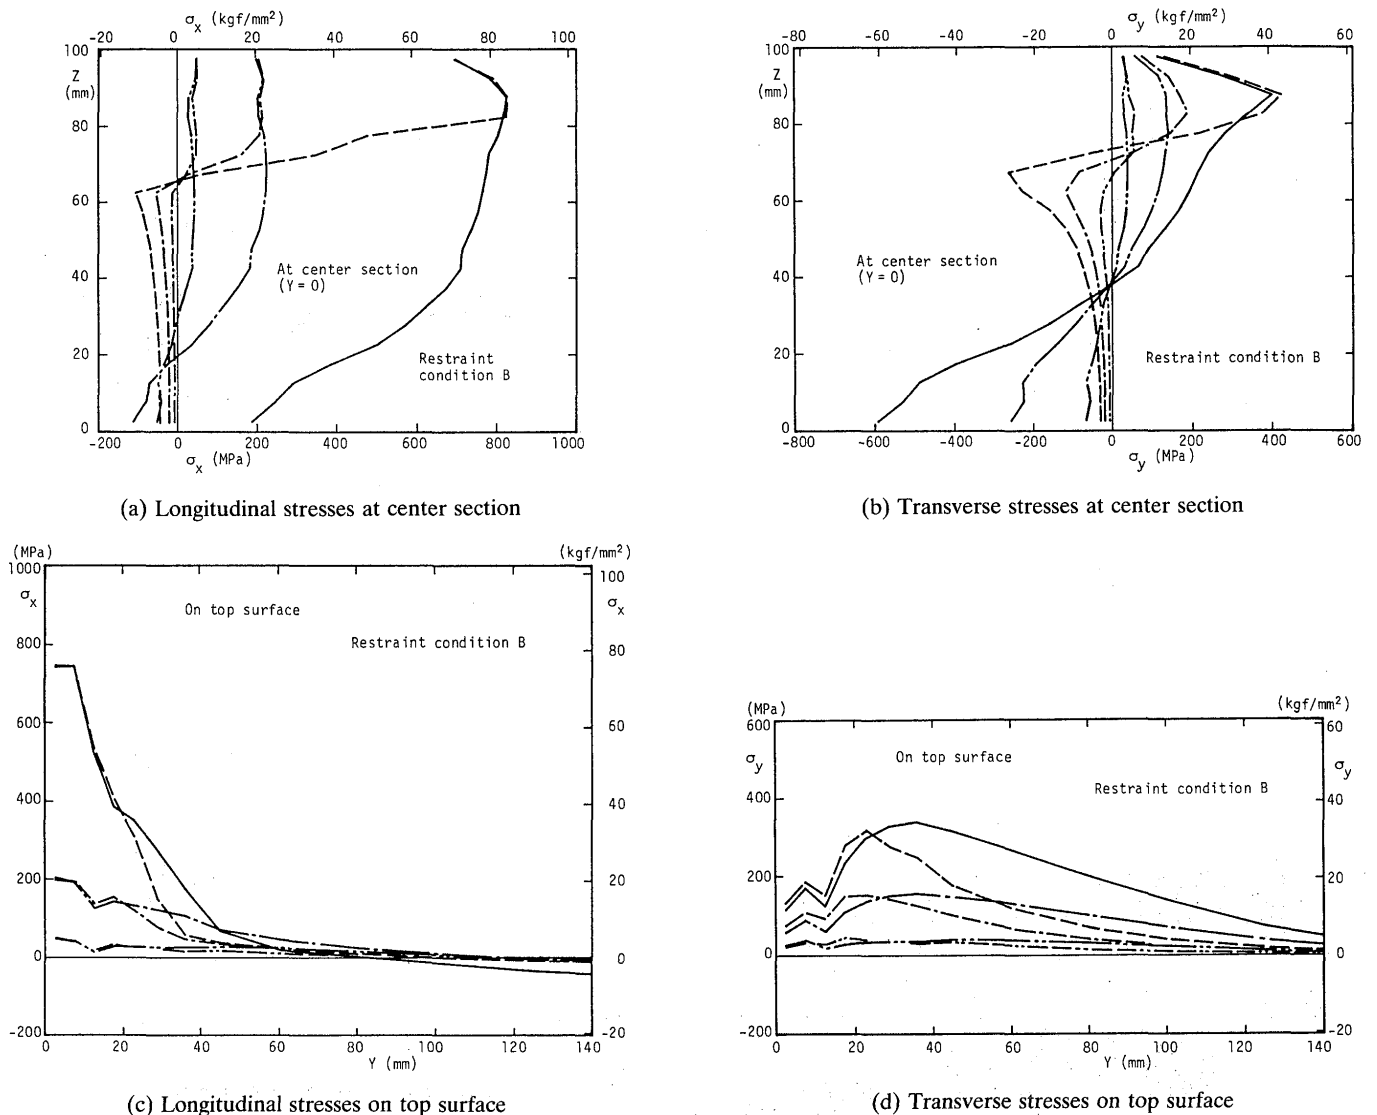 σx (kgf/mm²)
-20 0 20 40 60 80 100
100
Z
(mm)
80
60
40
20
0
At center section
(Y = 0)
Restraint
condition B
-200 0 200 400 600 800 1000
σx (MPa)
(a) Longitudinal stresses at center section
σy (kgf/mm²)
-80 -60 -40 -20 0 20 40 60
100
Z
(mm)
80
60
40
20
0
At center section
(Y = 0)
Restraint condition B
-800 -600 -400 -200 0 200 400 600
σy (MPa)
(b) Transverse stresses at center section
(MPa)
1000
σx
800
600
400
200
0
-200
On top surface
Restraint condition B
(kgf/mm²)
100
σx
80
60
40
20
0
-20
0 20 40 60 80 100 120 140
Y (mm)
(c) Longitudinal stresses on top surface
(MPa)
600
σy
400
200
0
-200
On top surface
Restraint condition B
(kgf/mm²)
60
σy
40
20
0
-20
0 20 40 60 80 100 120 140
Y (mm)
(d) Transverse stresses on top surface